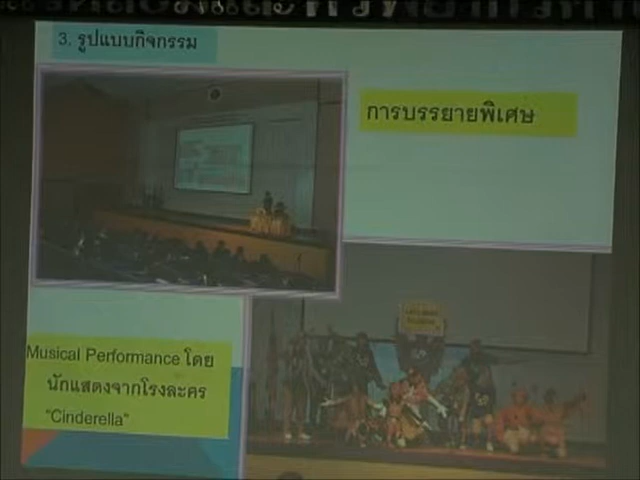 3. รูปแบบกิจกรรม
การบรรยายพิเศษ
Musical Performance โดย
นักแสดงจากโรงละคร
"Cinderella"